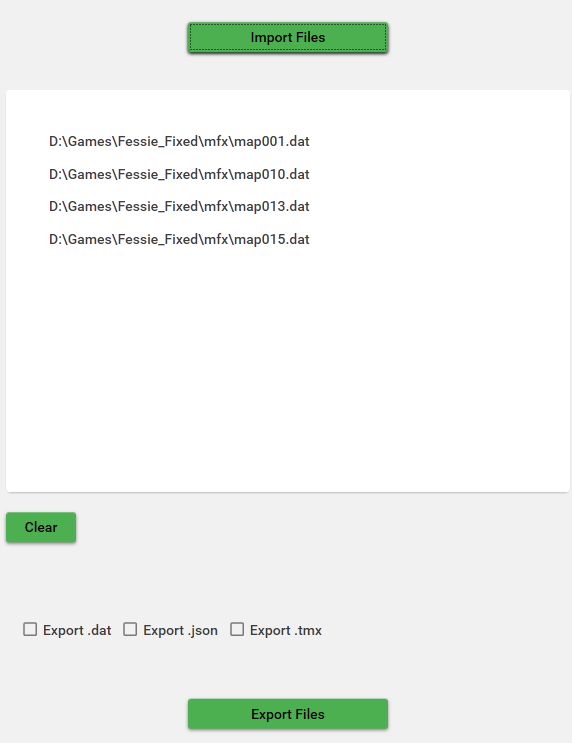 Import Files
D:\Games\Fessie_Fixed\mfx\map001.dat
D:\Games\Fessie_Fixed\mfx\map010.dat
D:\Games\Fessie_Fixed\mfx\map013.dat
D:\Games\Fessie_Fixed\mfx\map015.dat
Clear
Export .dat Export .json Export .tmx
Export Files